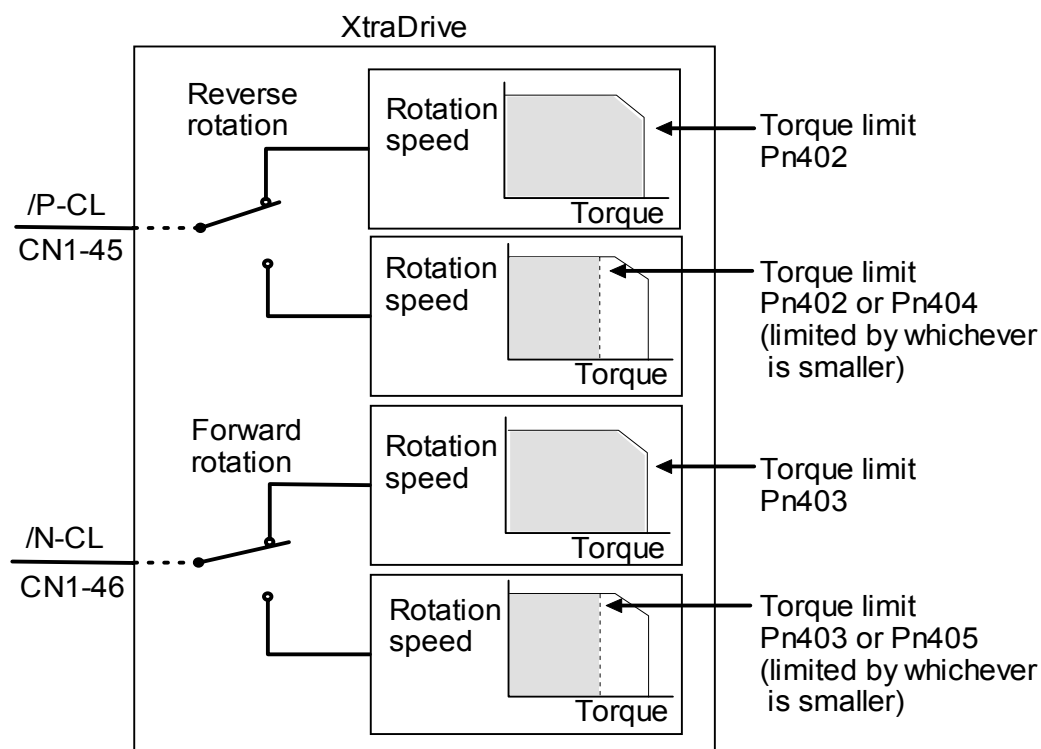 XtraDrive
Reverse
rotation
Rotation
speed
Torque
Torque limit
Pn402
/P-CL
CN1-45
Rotation
speed
Torque
Torque limit
Pn402 or Pn404
(limited by whichever
is smaller)
Forward
rotation
Rotation
speed
Torque
Torque limit
Pn403
/N-CL
CN1-46
Rotation
speed
Torque
Torque limit
Pn403 or Pn405
(limited by whichever
is smaller)